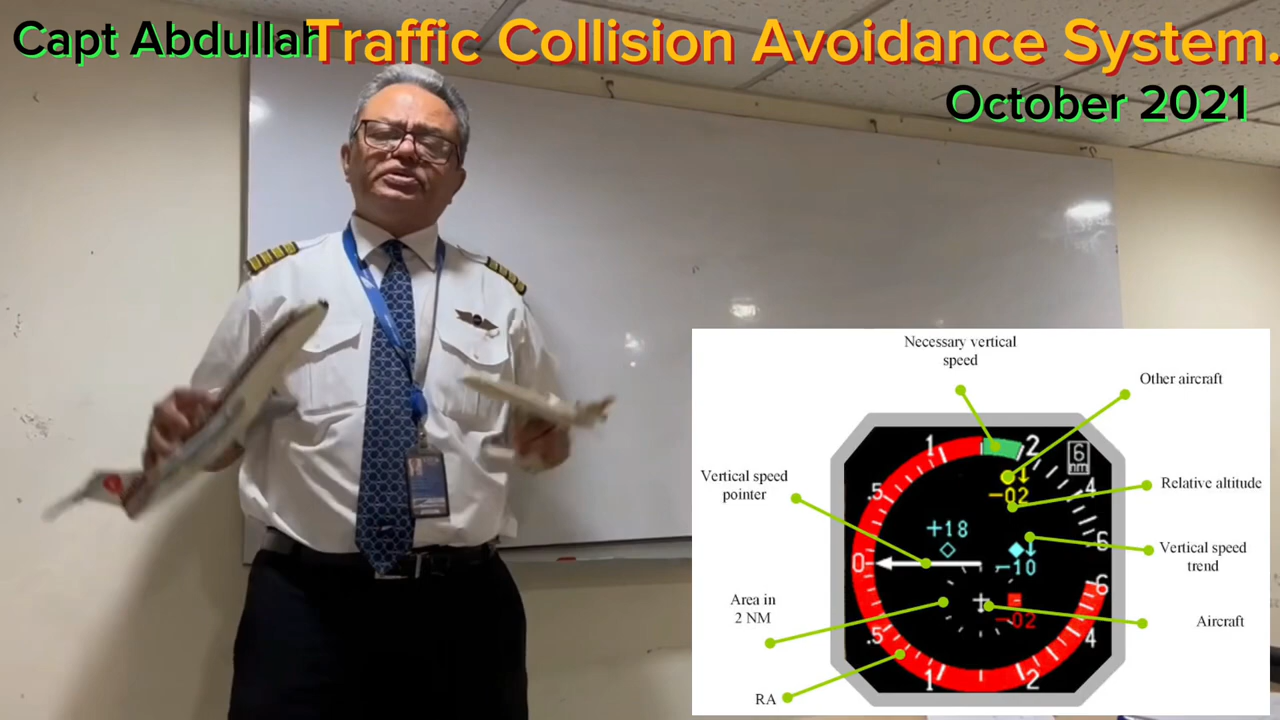 Capt Abdullah
Traffic Collision Avoidance System.
October 2021
Necessary vertical
speed
Other aircraft
Vertical speed
pointer
Relative altitude
Vertical speed
trend
Area in
2 NM
Aircraft
RA
1
2
6
nm
.5
4
-02
+18
6
0
-10
6
-02
.5
4
1
2